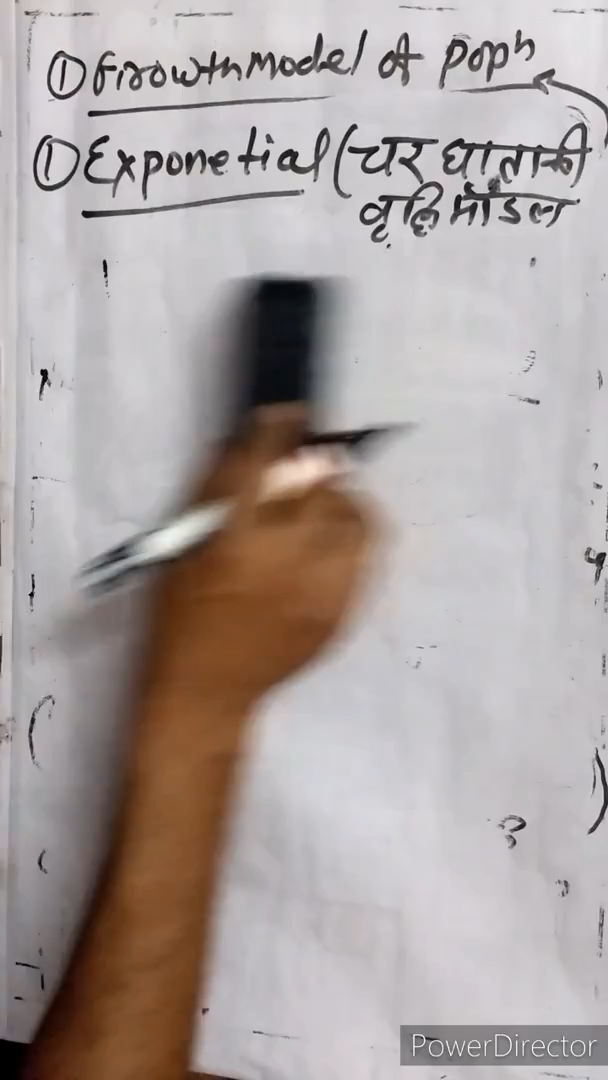 ① Growth Model of Popn
① Exponetial (चर घाताकी
वृद्धि मॉडल
PowerDirector